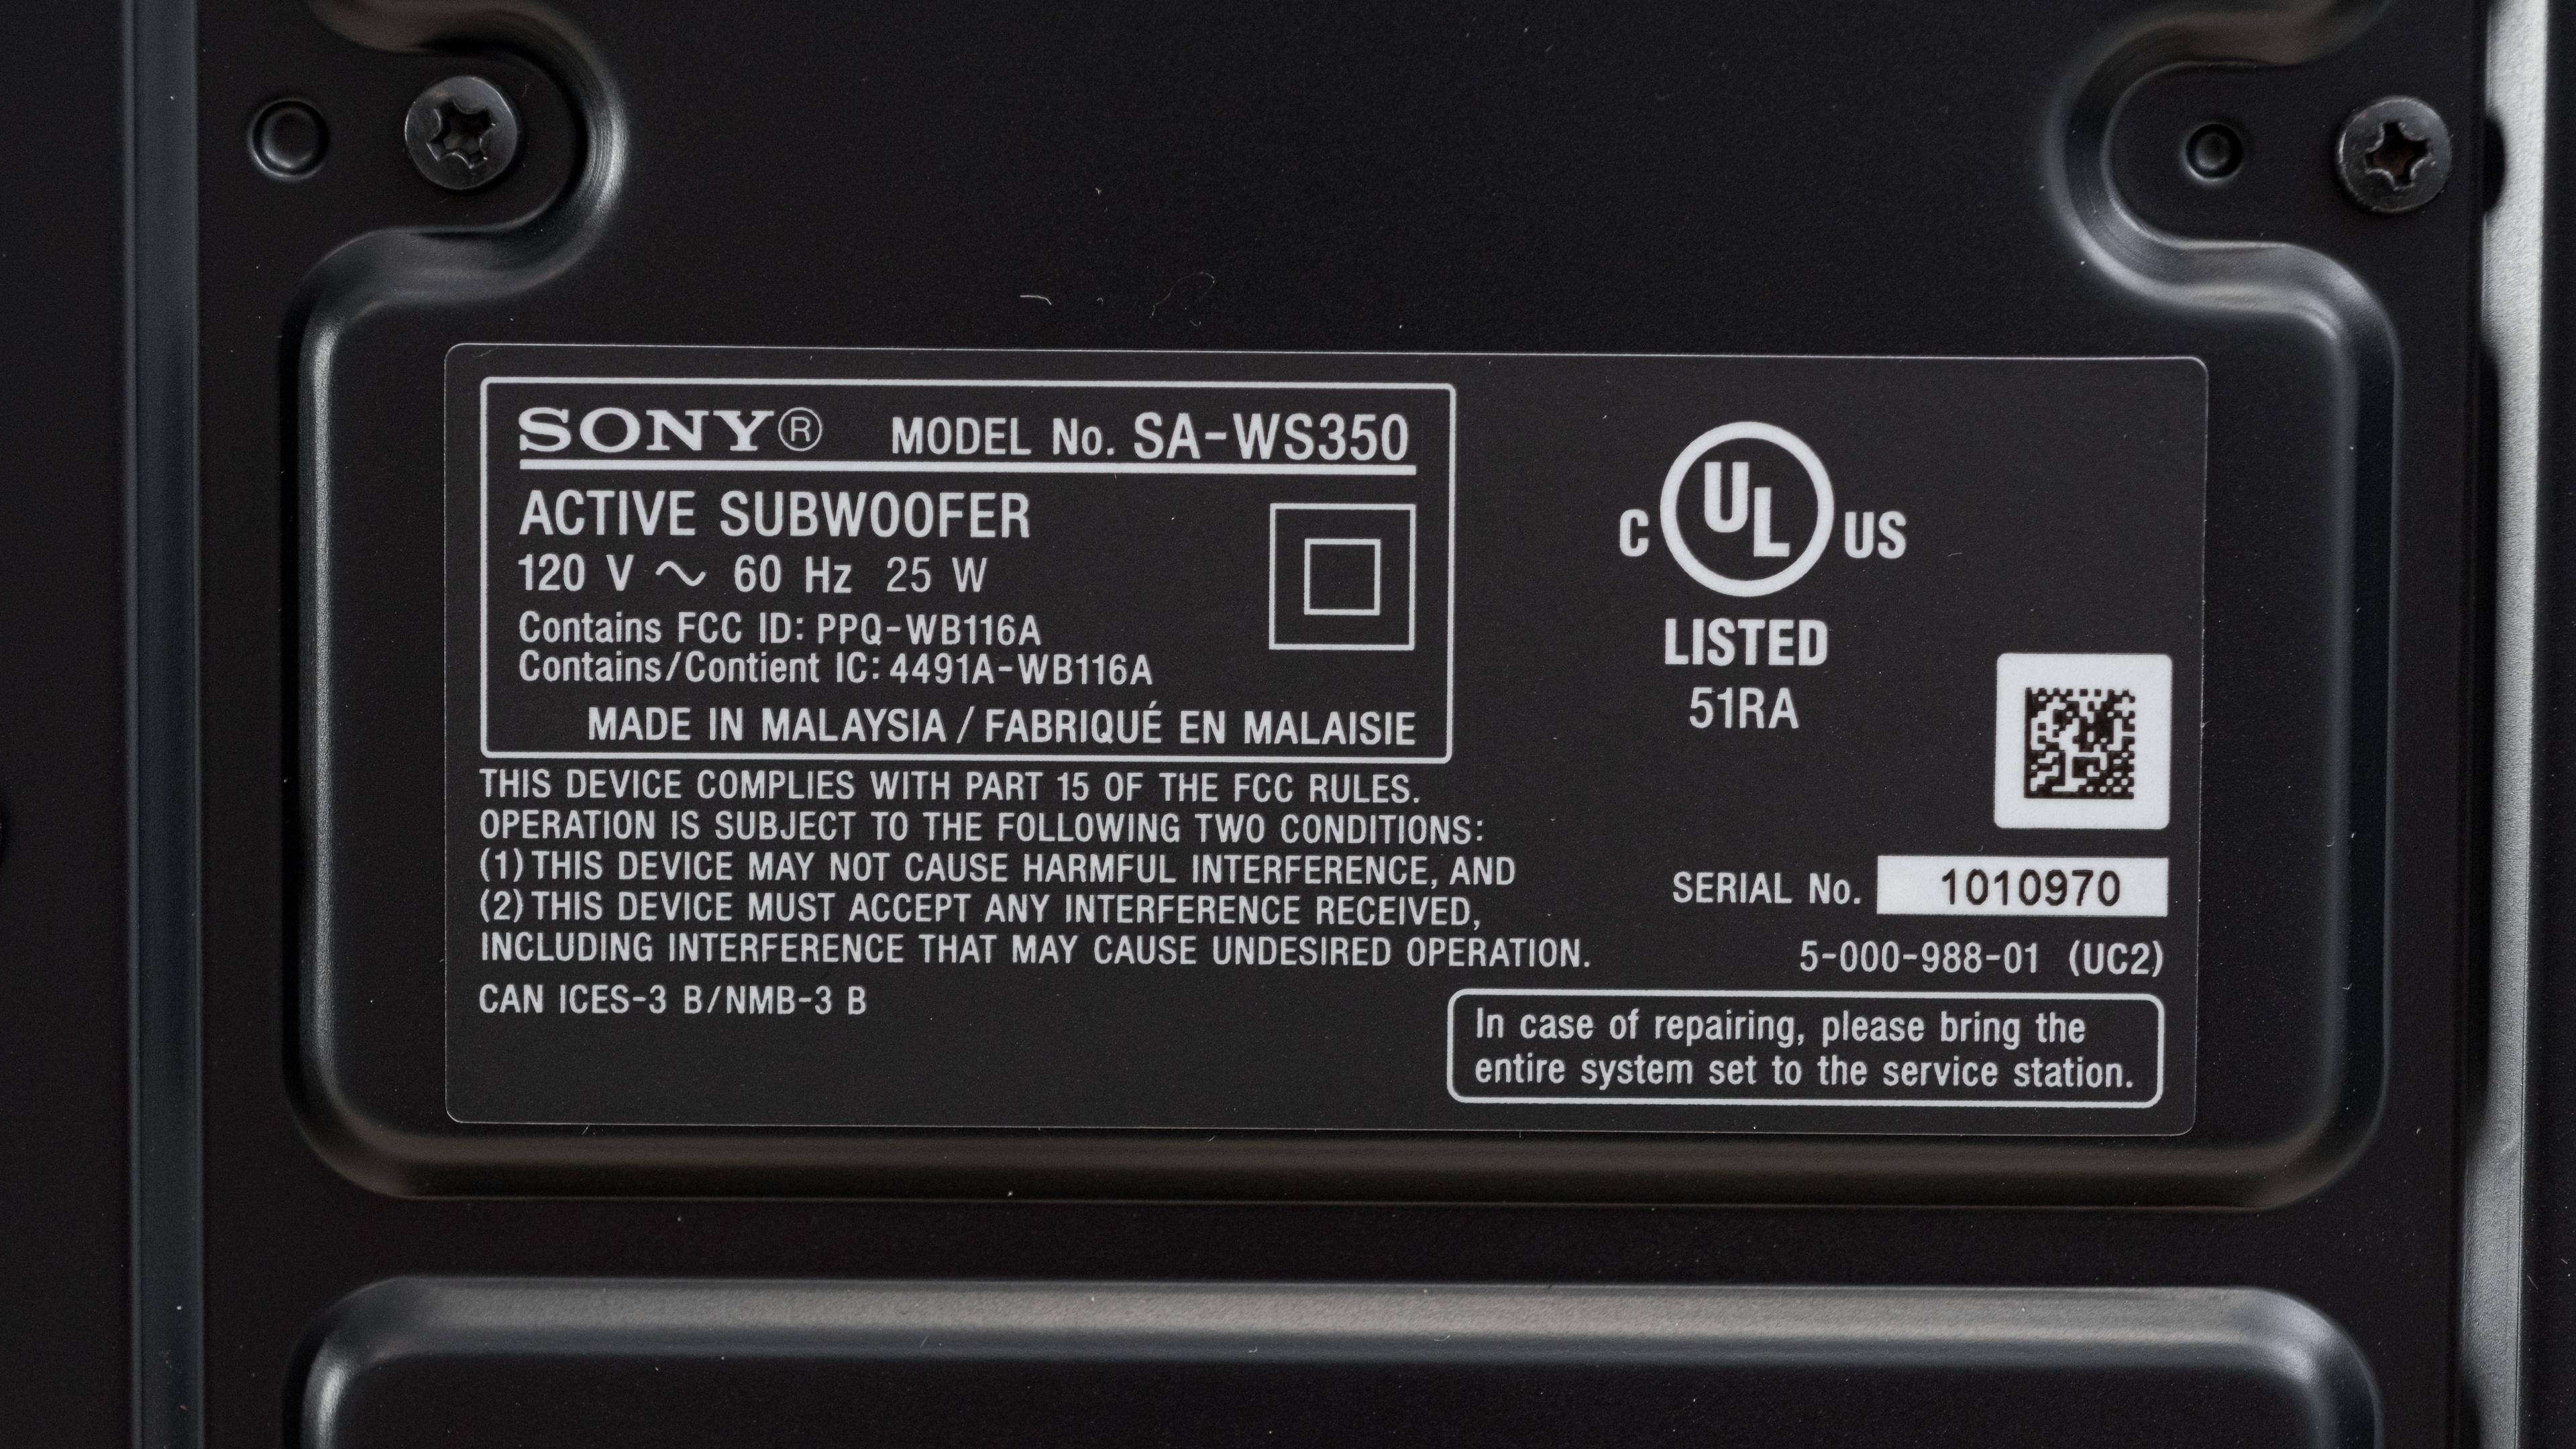 SONY® MODEL No. SA-WS350
ACTIVE SUBWOOFER
120 V ~ 60 Hz 25 W
Contains FCC ID: PPQ-WB116A
Contains/Contient IC: 4491A-WB116A
MADE IN MALAYSIA / FABRIQUÉ EN MALAISIE
THIS DEVICE COMPLIES WITH PART 15 OF THE FCC RULES.
OPERATION IS SUBJECT TO THE FOLLOWING TWO CONDITIONS:
(1) THIS DEVICE MAY NOT CAUSE HARMFUL INTERFERENCE, AND
(2) THIS DEVICE MUST ACCEPT ANY INTERFERENCE RECEIVED,
INCLUDING INTERFERENCE THAT MAY CAUSE UNDESIRED OPERATION.
CAN ICES-3 B/NMB-3 B
C UL US
LISTED
51RA
SERIAL No. 1010970
5-000-988-01 (UC2)
In case of repairing, please bring the
entire system set to the service station.